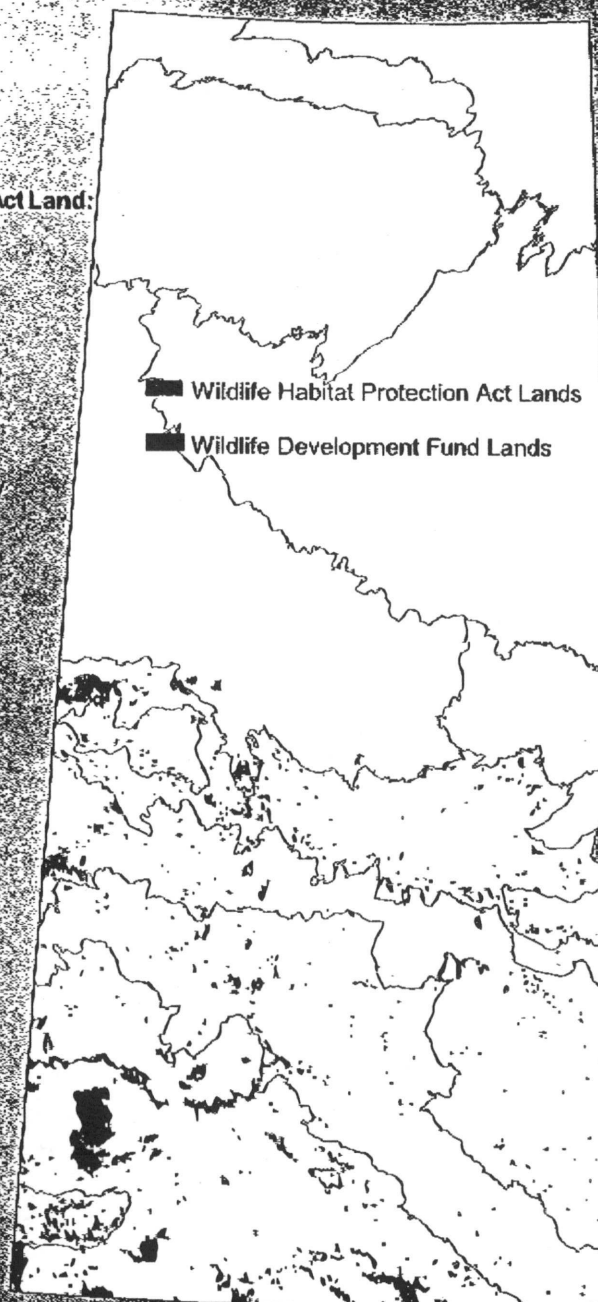 Act Land:
Wildlife Habitat Protection Act Lands
Wildlife Development Fund Lands